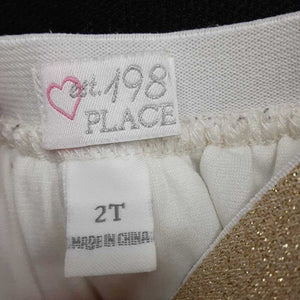 est. 198
PLACE
2T
MADE IN CHINA